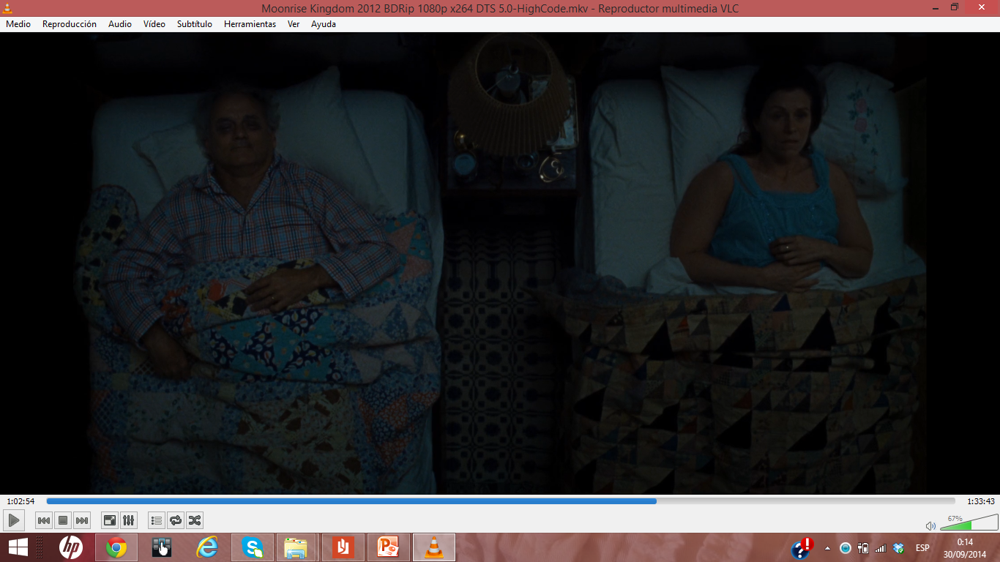 Moonrise Kingdom 2012 BDRip 1080p x264 DTS 5.0-HighCode.mkv - Reproductor multimedia VLC
Medio Reproducción Audio Vídeo Subtítulo Herramientas Ver Ayuda
1:02:54 1:33:43
67%
hp
ESP
0:14
30/09/2014